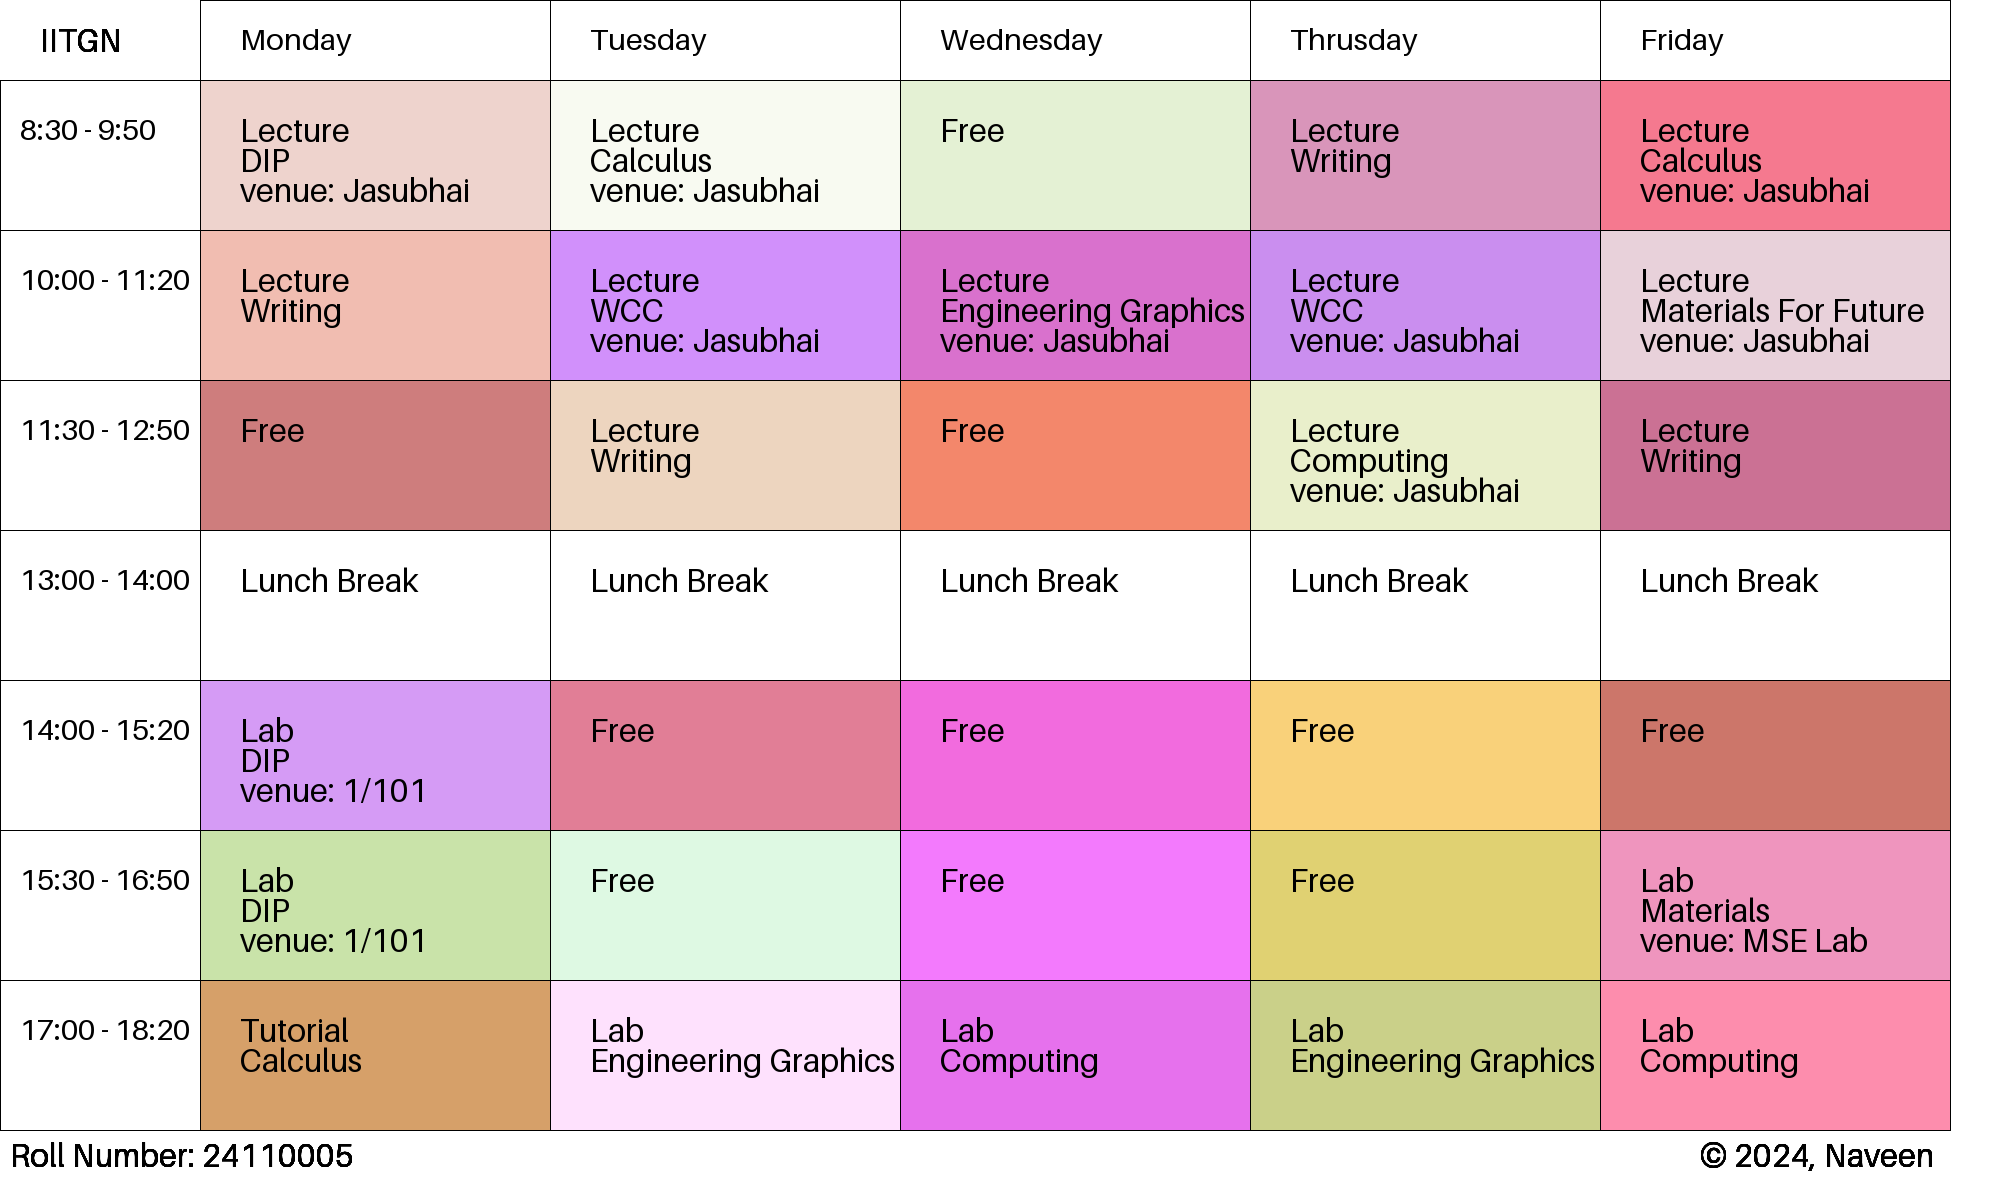 IITGN
Monday
Tuesday
Wednesday
Thrusday
Friday
8:30 - 9:50
Lecture
DIP
venue: Jasubhai
Lecture
Calculus
venue: Jasubhai
Free
Lecture
Writing
Lecture
Calculus
venue: Jasubhai
10:00 - 11:20
Lecture
Writing
Lecture
WCC
venue: Jasubhai
Lecture
Engineering Graphics
venue: Jasubhai
Lecture
WCC
venue: Jasubhai
Lecture
Materials For Future
venue: Jasubhai
11:30 - 12:50
Free
Lecture
Writing
Free
Lecture
Computing
venue: Jasubhai
Lecture
Writing
13:00 - 14:00
Lunch Break
Lunch Break
Lunch Break
Lunch Break
Lunch Break
14:00 - 15:20
Lab
DIP
venue: 1/101
Free
Free
Free
Free
15:30 - 16:50
Lab
DIP
venue: 1/101
Free
Free
Free
Lab
Materials
venue: MSE Lab
17:00 - 18:20
Tutorial
Calculus
Lab
Engineering Graphics
Lab
Computing
Lab
Engineering Graphics
Lab
Computing
Roll Number: 24110005
© 2024, Naveen